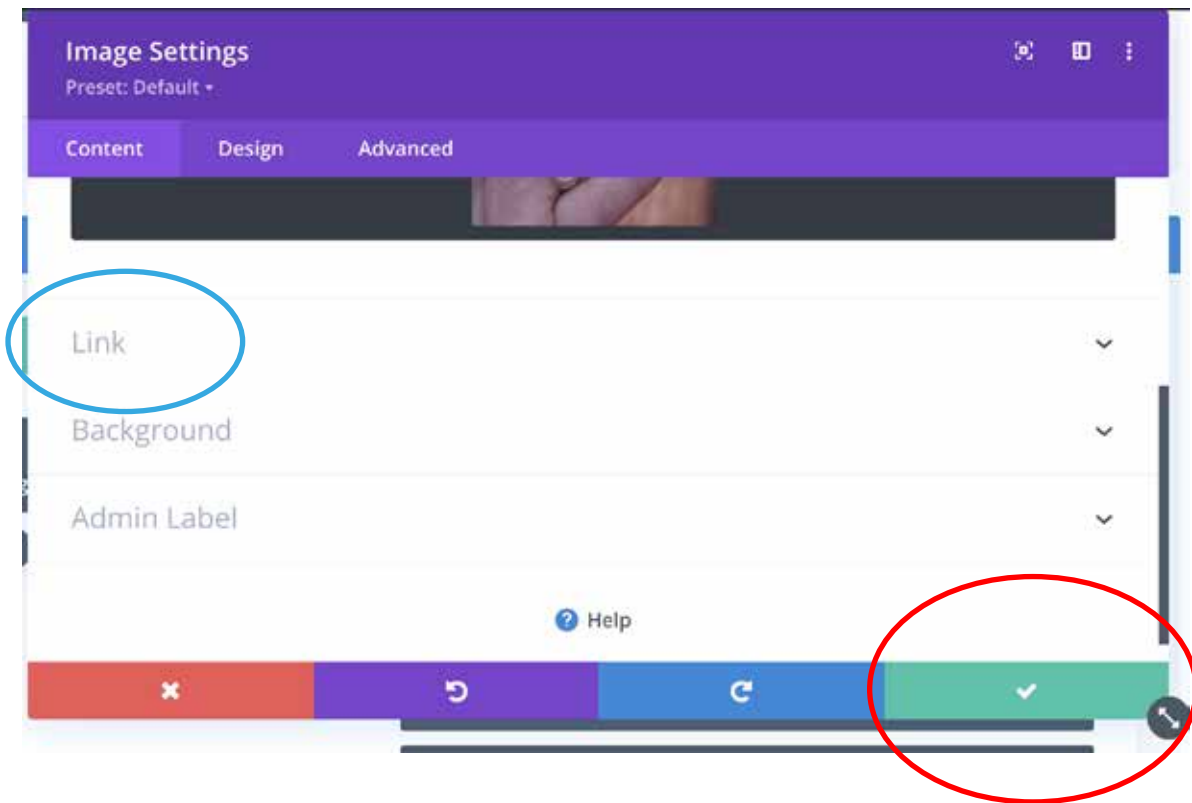 Image Settings
Preset: Default
Content Design Advanced
Link
Background
Admin Label
? Help